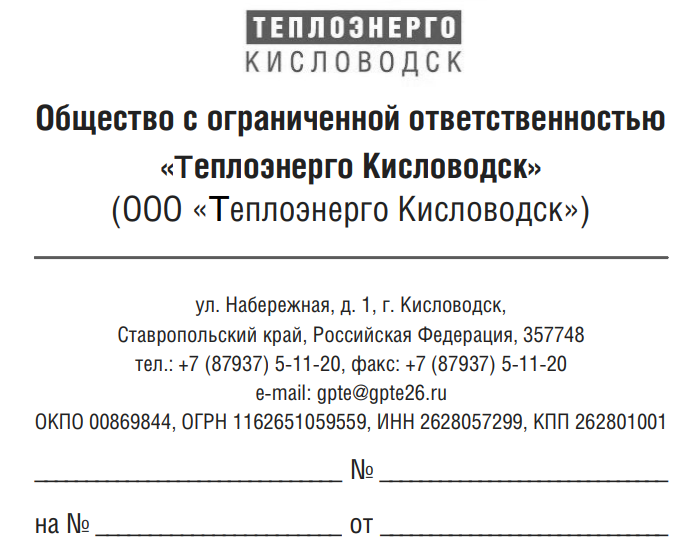 ТЕПЛОЭНЕРГО
КИСЛОВОДСК
Общество с ограниченной ответственностью
«Теплоэнерго Кисловодск»
(ООО «Теплоэнерго Кисловодск»)
ул. Набережная, д. 1, г. Кисловодск,
Ставропольский край, Российская Федерация, 357748
тел.: +7 (87937) 5-11-20, факс: +7 (87937) 5-11-20
e-mail: gpte@gpte26.ru
ОКПО 00869844, ОГРН 1162651059559, ИНН 2628057299, КПП 262801001
№
на № от